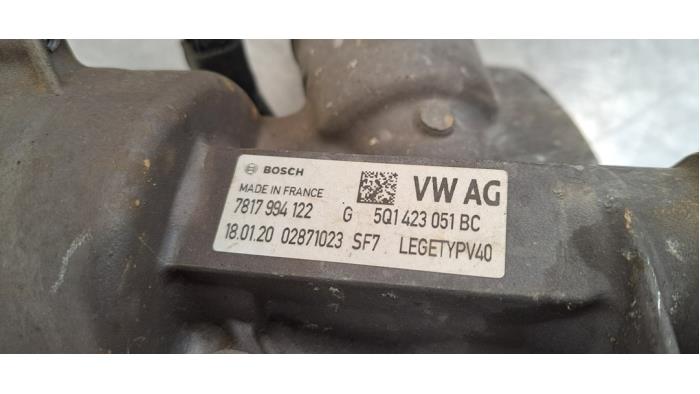 BOSCH VW AG
MADE IN FRANCE
7817 994 122 G 5Q1 423 051 BC
18.01.20 02871023 SF7 LEGETYPV40